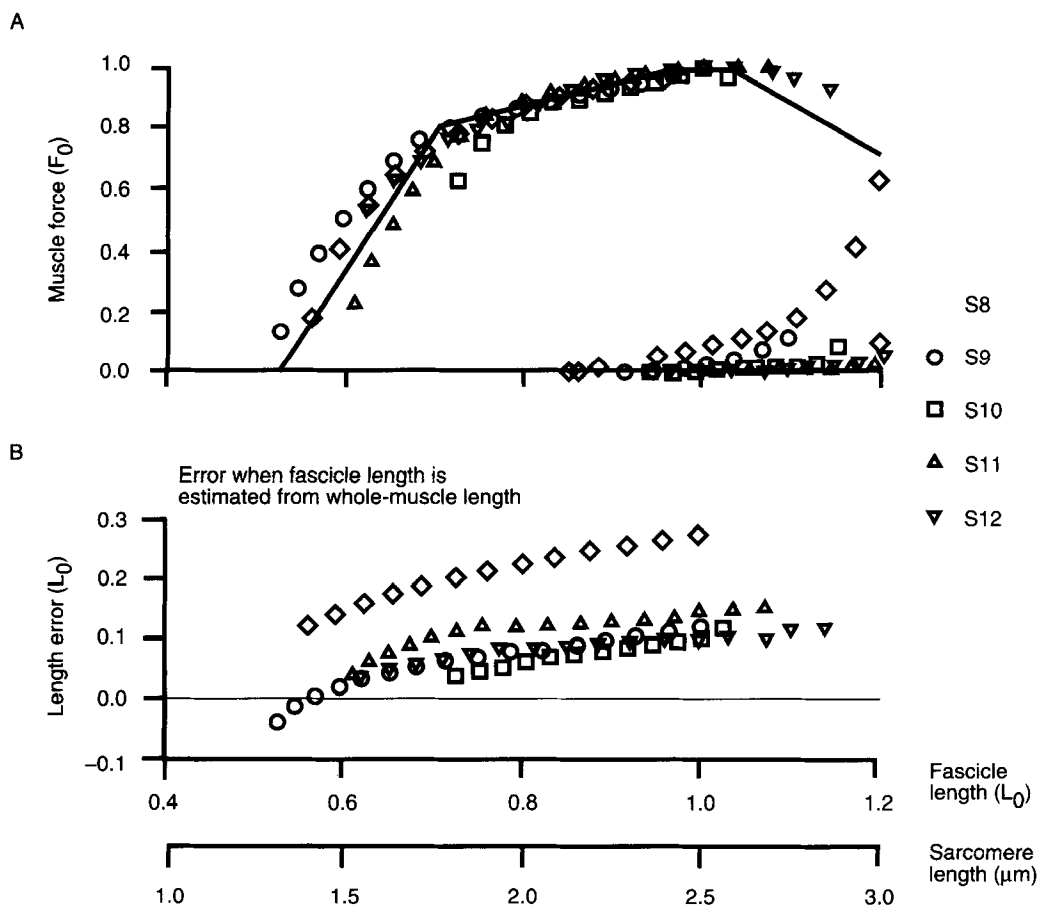 A
1.0
0.8
0.6
0.4
0.2
0.0
Muscle force (F0)
S8
S9
S10
S11
S12
B
Error when fascicle length is
estimated from whole-muscle length
0.3
0.2
0.1
0.0
−0.1
Length error (L0)
0.4 0.6 0.8 1.0 1.2
Fascicle
length (L0)
1.0 1.5 2.0 2.5 3.0
Sarcomere
length (μm)